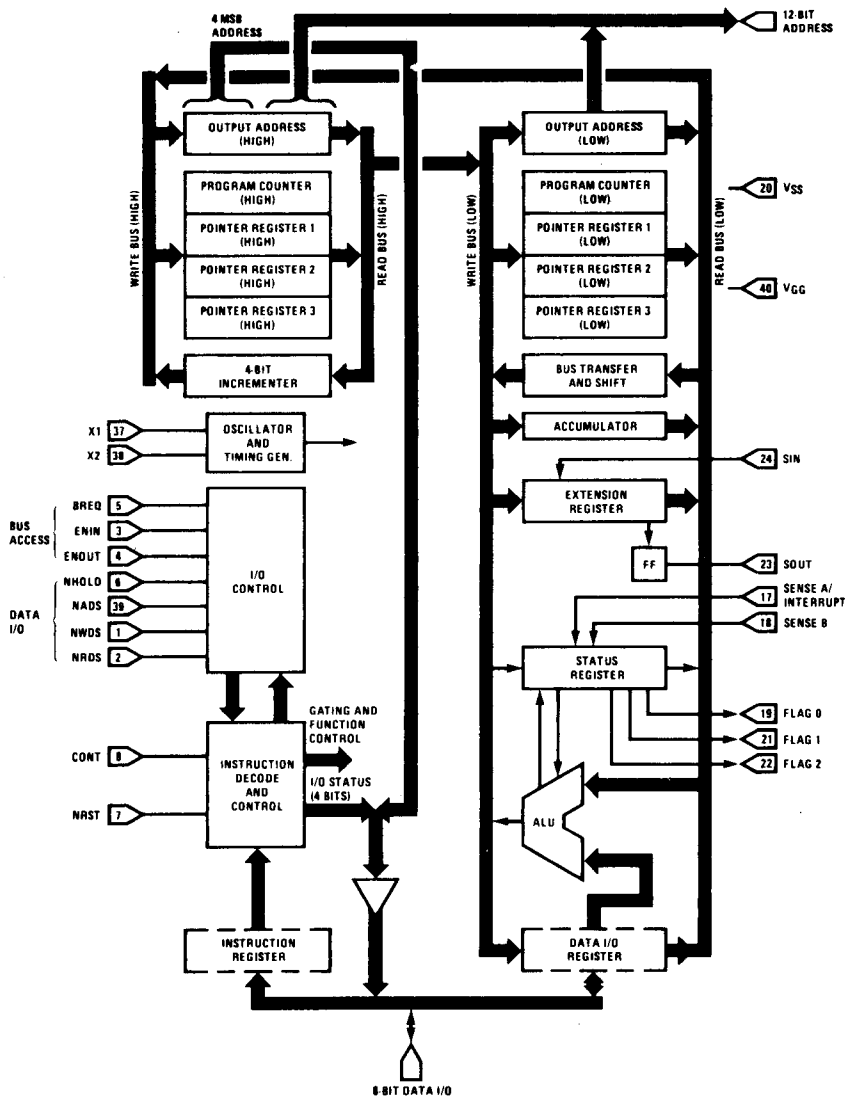 4 MSB
ADDRESS
12-BIT
ADDRESS
OUTPUT ADDRESS
(HIGH)
OUTPUT ADDRESS
(LOW)
WRITE BUS (HIGH)
READ BUS (HIGH)
WRITE BUS (LOW)
READ BUS (LOW)
PROGRAM COUNTER
(HIGH)
POINTER REGISTER 1
(HIGH)
POINTER REGISTER 2
(HIGH)
POINTER REGISTER 3
(HIGH)
PROGRAM COUNTER
(LOW)
POINTER REGISTER 1
(LOW)
POINTER REGISTER 2
(LOW)
POINTER REGISTER 3
(LOW)
20 VSS
40 VGG
4-BIT
INCREMENTER
BUS TRANSFER
AND SHIFT
ACCUMULATOR
X1 37
X2 38
OSCILLATOR
AND
TIMING GEN.
24 SIN
EXTENSION
REGISTER
FF
23 SOUT
BUS
ACCESS
BREQ 5
ENIN 3
ENOUT 4
DATA
I/O
NHOLD 6
NADS 39
NWDS 1
NRDS 2
I/O
CONTROL
17 SENSE A/
INTERRUPT
18 SENSE B
STATUS
REGISTER
19 FLAG 0
21 FLAG 1
22 FLAG 2
GATING AND
FUNCTION
CONTROL
CONT 8
NRST 7
INSTRUCTION
DECODE
AND
CONTROL
I/O STATUS
(4 BITS)
ALU
INSTRUCTION
REGISTER
DATA I/O
REGISTER
8-BIT DATA I/O